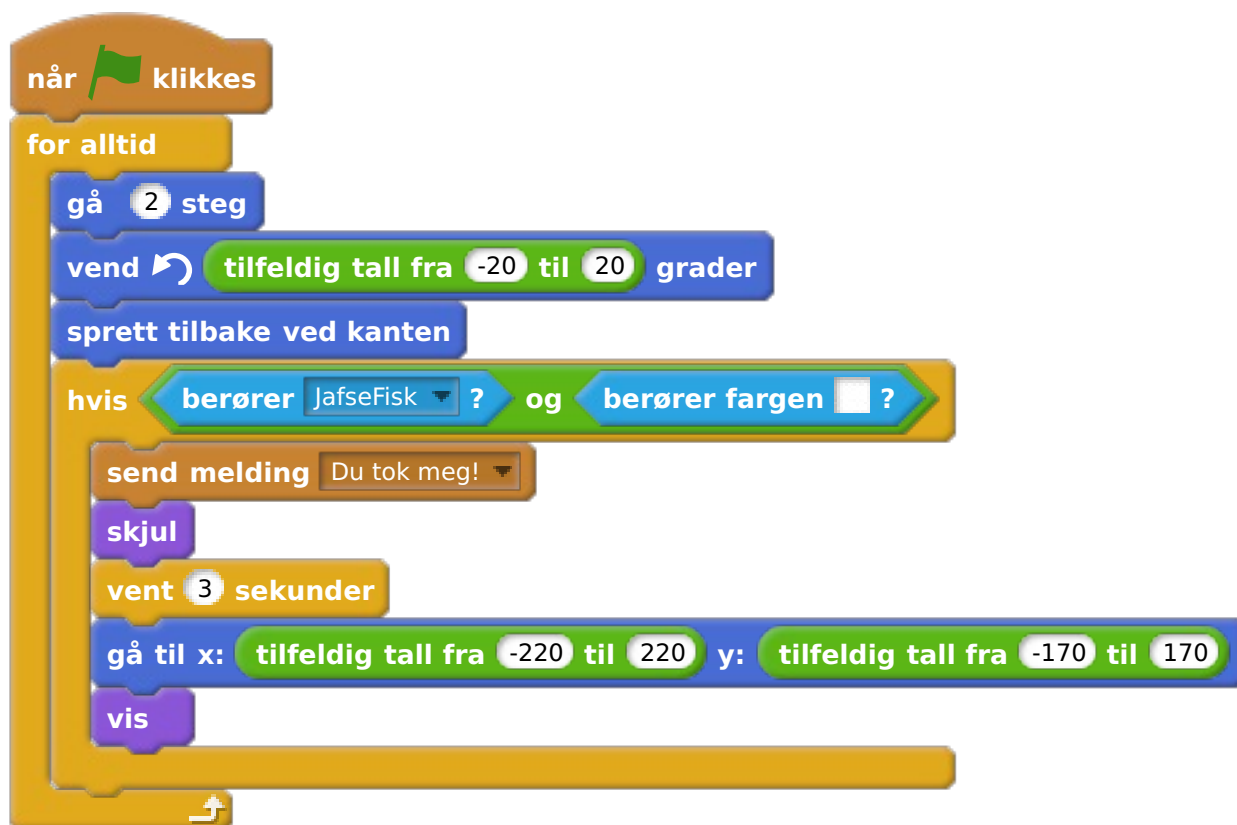 når klikkes
for alltid
gå 2 steg
vend tilfeldig tall fra -20 til 20 grader
sprett tilbake ved kanten
hvis berører JafseFisk ? og berører fargen ?
send melding Du tok meg!
skjul
vent 3 sekunder
gå til x: tilfeldig tall fra -220 til 220 y: tilfeldig tall fra -170 til 170
vis